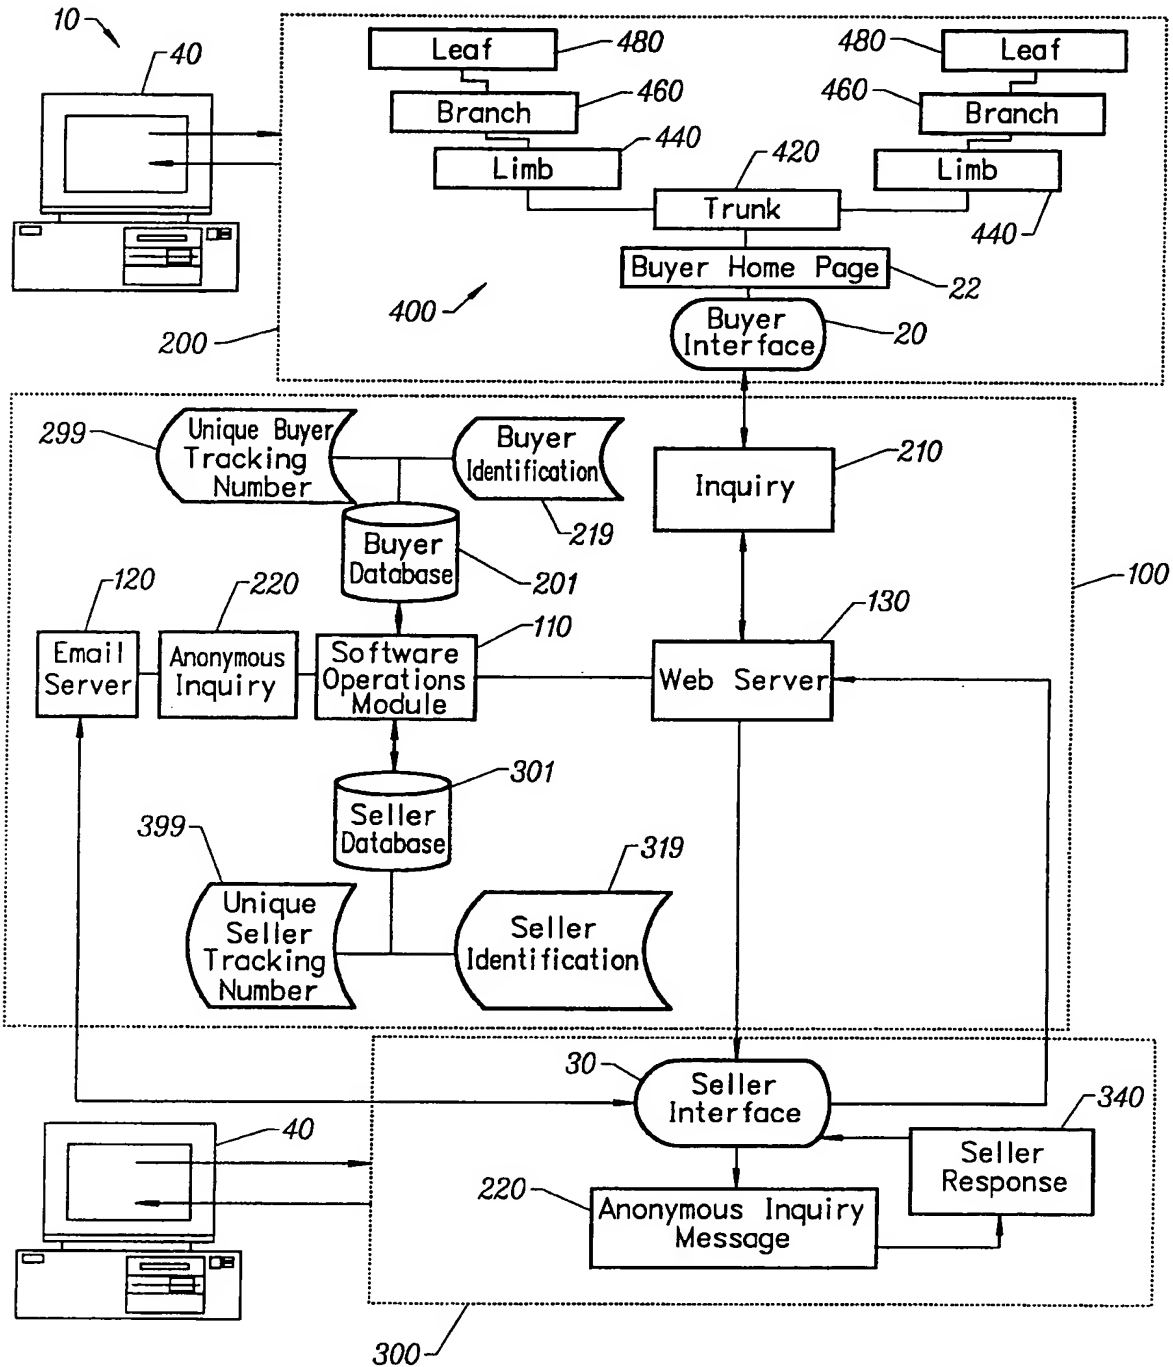 10
40
Leaf
480
480
Leaf
Branch
460
460
Branch
Limb
440
420
Limb
Trunk
440
Buyer Home Page
22
400
200
Buyer
Interface
20
299
Unique Buyer
Tracking
Number
Buyer
Identification
219
Inquiry
210
Buyer
Database
201
100
120
220
110
130
Email
Server
Anonymous
Inquiry
Software
Operations
Module
Web Server
301
Seller
Database
399
319
Unique
Seller
Tracking
Number
Seller
Identification
30
Seller
Interface
340
40
Seller
Response
220
Anonymous Inquiry
Message
300